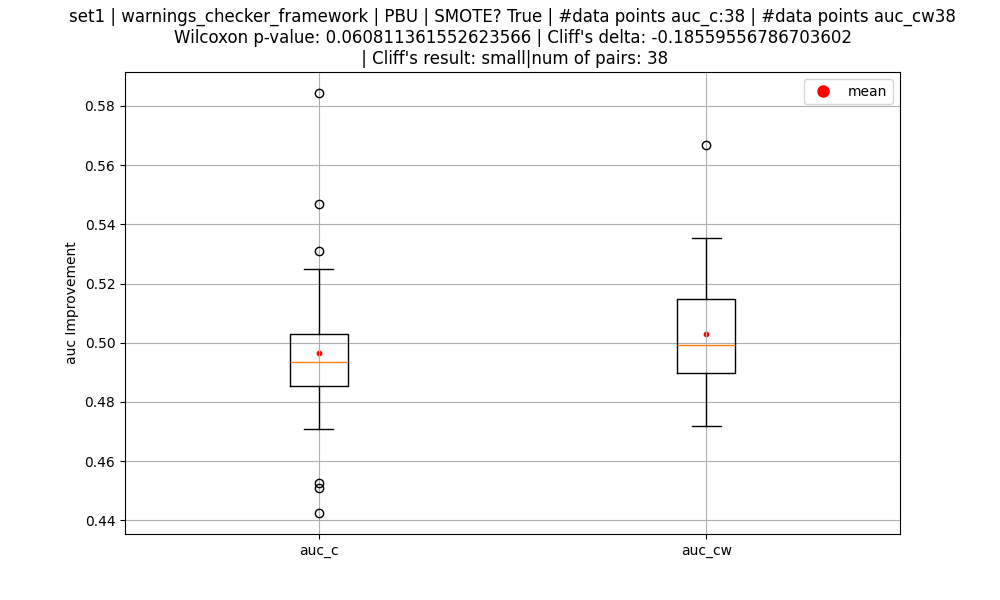 set1 | warnings_checker_framework | PBU | SMOTE? True | #data points auc_c:38 | #data points auc_cw38
Wilcoxon p-value: 0.060811361552623566 | Cliff's delta: -0.18559556786703602
| Cliff's result: small|num of pairs: 38
mean
0.58
0.56
0.54
0.52
0.50
0.48
0.46
0.44
auc Improvement
auc_c
auc_cw